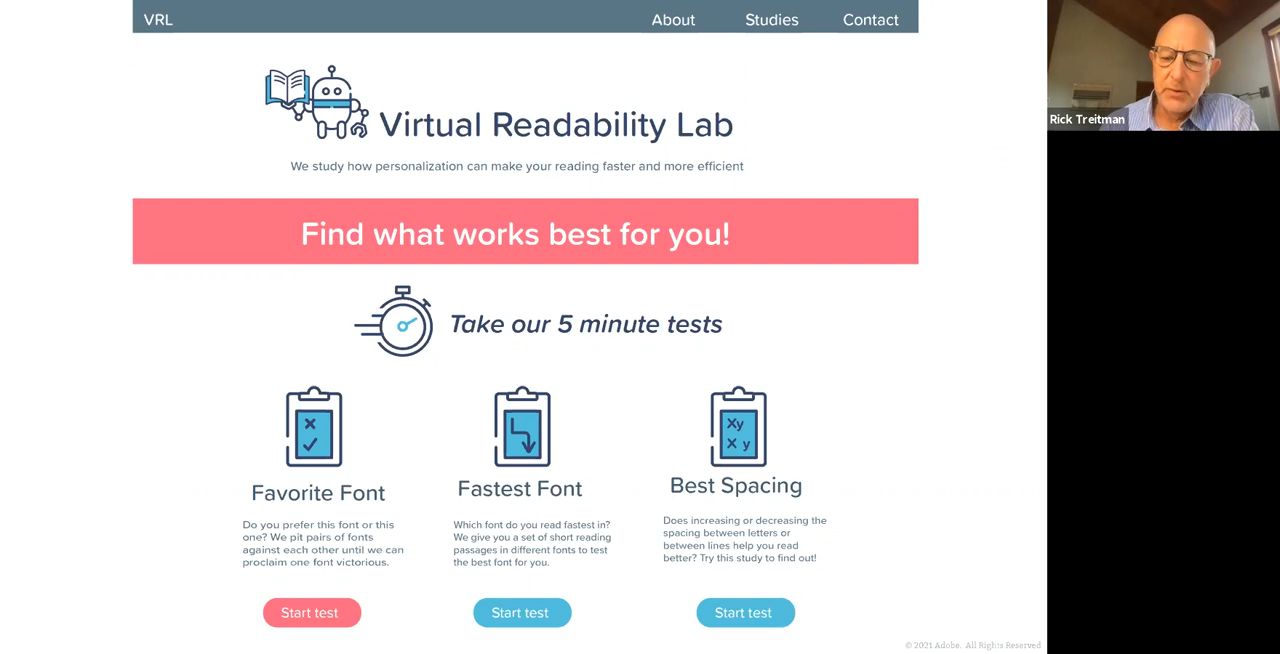 VRL
About
Studies
Contact
Rick Treitman
Virtual Readability Lab
We study how personalization can make your reading faster and more efficient
Find what works best for you!
Take our 5 minute tests
x
Xy
X y
Favorite Font
Do you prefer this font or this
one? We pit pairs of fonts
against each other until we can
proclaim one font victorious.
Start test
Fastest Font
Which font do you read fastest in?
We give you a set of short reading
passages in different fonts to test
the best font for you.
Start test
Best Spacing
Does increasing or decreasing the
spacing between letters or
between lines help you read
better? Try this study to find out!
Start test
© 2021 Adobe. All Rights Reserved